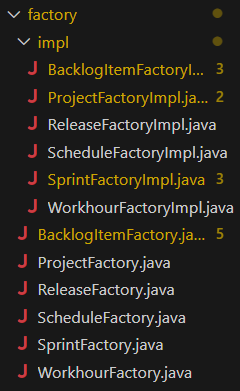 factory
impl
BacklogItemFactoryI... 3
ProjectFactoryImpl.ja... 2
ReleaseFactoryImpl.java
ScheduleFactoryImpl.java
SprintFactoryImpl.java 3
WorkhourFactoryImpl.java
BacklogItemFactory.ja... 5
ProjectFactory.java
ReleaseFactory.java
ScheduleFactory.java
SprintFactory.java
WorkhourFactory.java